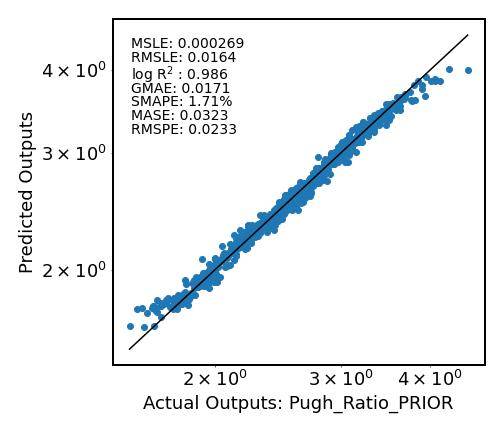 MSLE: 0.000269
RMSLE: 0.0164
log R² : 0.986
GMAE: 0.0171
SMAPE: 1.71%
MASE: 0.0323
RMSPE: 0.0233
4 × 10⁰
3 × 10⁰
2 × 10⁰
Predicted Outputs
2 × 10⁰ 3 × 10⁰ 4 × 10⁰
Actual Outputs: Pugh_Ratio_PRIOR